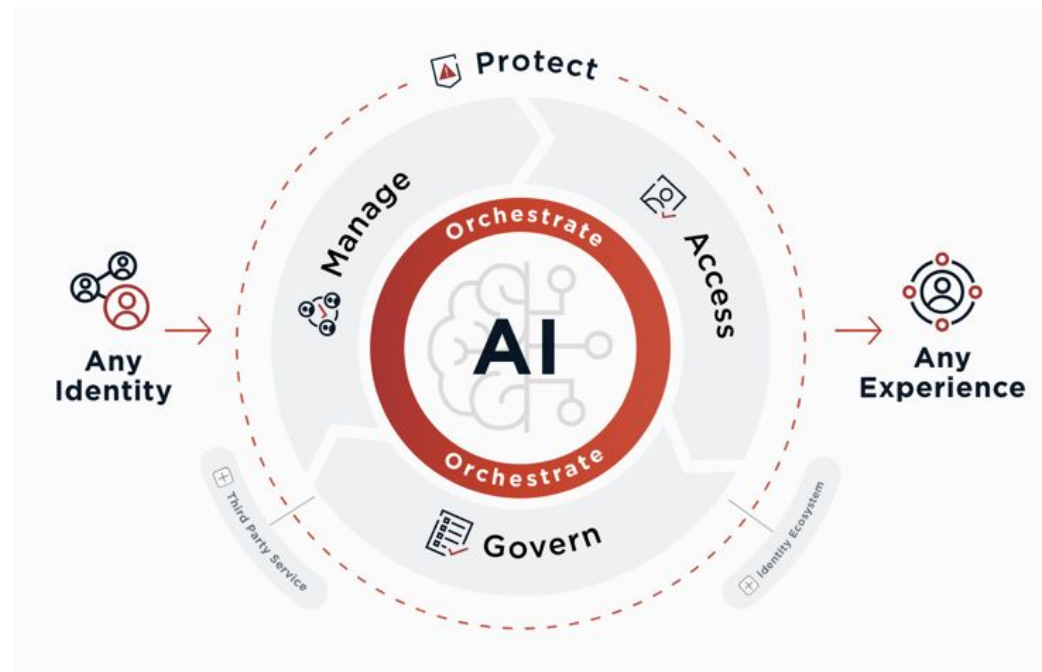 Protect
Manage
Access
Orchestrate
AI
Any
Identity
Any
Experience
Orchestrate
Govern
Third Party Service
Identity Ecosystem